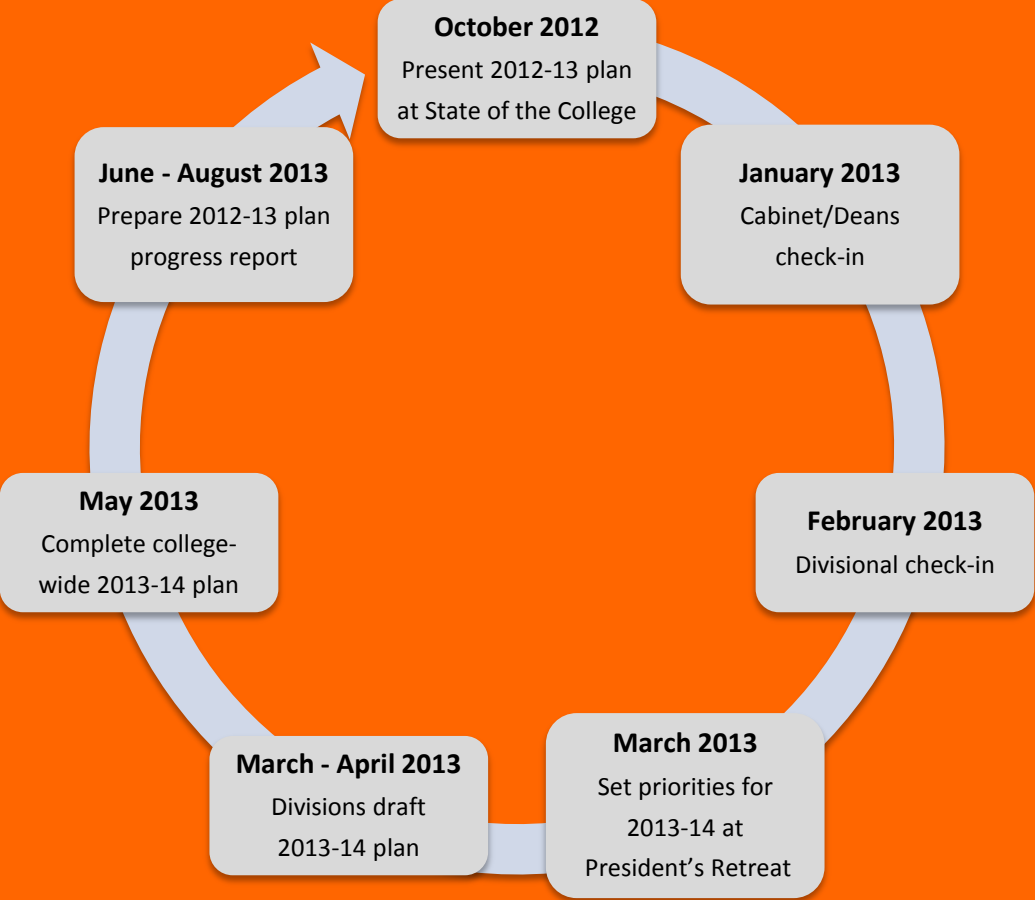 October 2012
Present 2012-13 plan
at State of the College
January 2013
Cabinet/Deans
check-in
February 2013
Divisional check-in
March 2013
Set priorities for
2013-14 at
President’s Retreat
March - April 2013
Divisions draft
2013-14 plan
May 2013
Complete college-
wide 2013-14 plan
June - August 2013
Prepare 2012-13 plan
progress report